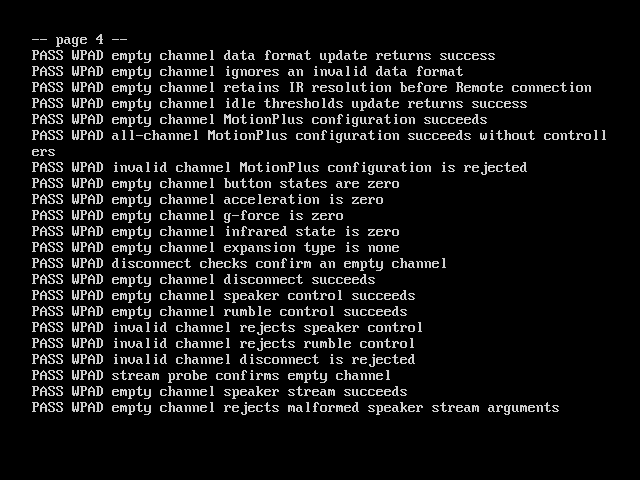 -- page 4 --
PASS WPAD empty channel data format update returns success
PASS WPAD empty channel ignores an invalid data format
PASS WPAD empty channel retains IR resolution before Remote connection
PASS WPAD empty channel idle thresholds update returns success
PASS WPAD empty channel MotionPlus configuration succeeds
PASS WPAD all-channel MotionPlus configuration succeeds without controll
ers
PASS WPAD invalid channel MotionPlus configuration is rejected
PASS WPAD empty channel button states are zero
PASS WPAD empty channel acceleration is zero
PASS WPAD empty channel g-force is zero
PASS WPAD empty channel infrared state is zero
PASS WPAD empty channel expansion type is none
PASS WPAD disconnect checks confirm an empty channel
PASS WPAD empty channel disconnect succeeds
PASS WPAD empty channel speaker control succeeds
PASS WPAD empty channel rumble control succeeds
PASS WPAD invalid channel rejects speaker control
PASS WPAD invalid channel rejects rumble control
PASS WPAD invalid channel disconnect is rejected
PASS WPAD stream probe confirms empty channel
PASS WPAD empty channel speaker stream succeeds
PASS WPAD empty channel rejects malformed speaker stream arguments